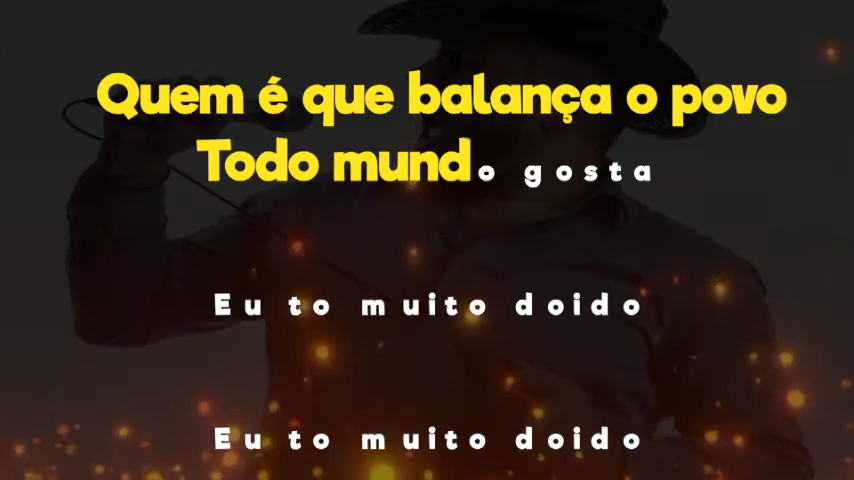 Quem é que balança o povo
Todo mundo gosta
Eu to muito doido
Eu to muito doido